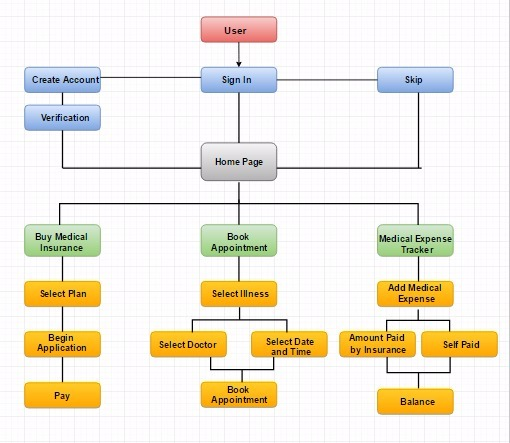 User
Create Account
Sign In
Skip
Verification
Home Page
Buy Medical
Insurance
Book
Appointment
Medical Expense
Tracker
Select Plan
Select Illness
Add Medical
Expense
Begin
Application
Select Doctor
Select Date
and Time
Amount Paid
by Insurance
Self Paid
Pay
Book
Appointment
Balance